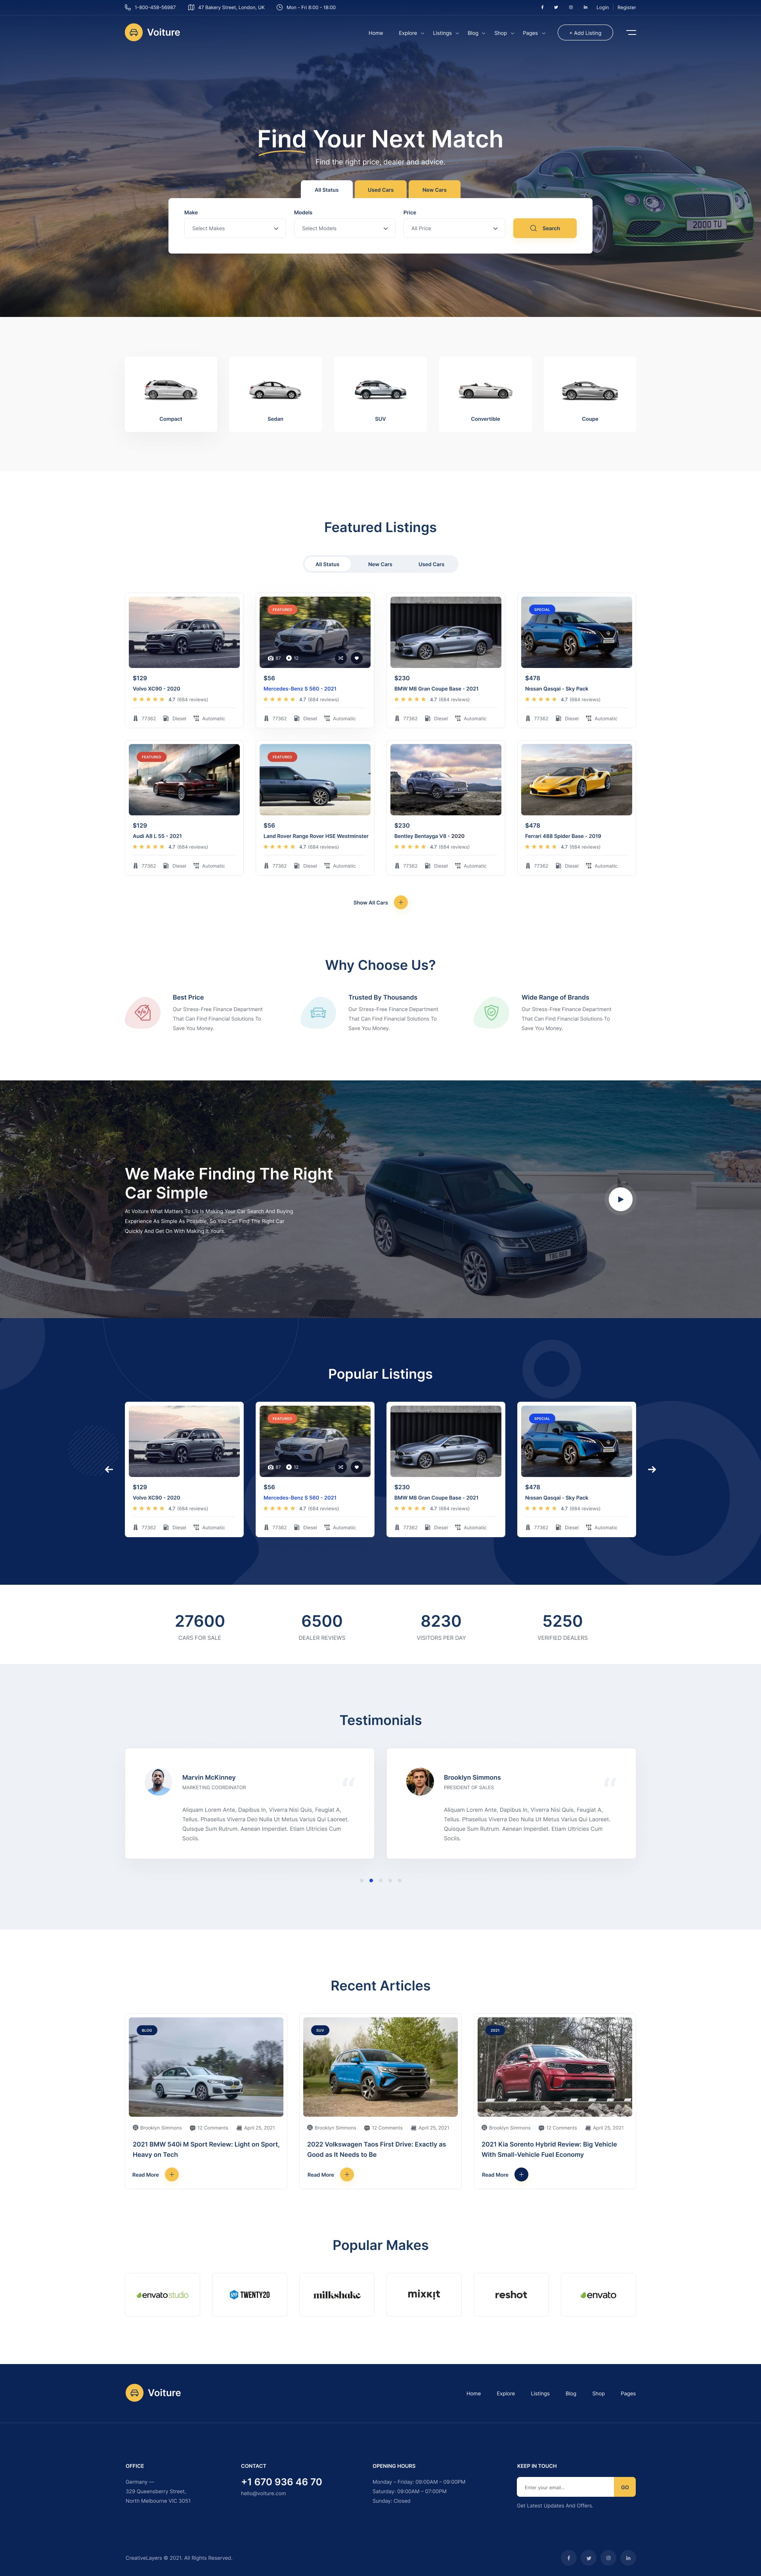 1-800-458-56987 47 Bakery Street, London, UK Mon – Fri 8:00 - 18:00 Login Register
Voiture
Home Explore Listings Blog Shop Pages + Add Listing
Find Your Next Match
Find the right price, dealer and advice.
All Status Used Cars New Cars
Make Models Price
Select Makes Select Models All Price Search
2000 TU
Compact Sedan SUV Convertible Coupe
Featured Listings
All Status New Cars Used Cars
FEATURED SPECIAL
67 12
$129 $56 $230 $478
Volvo XC90 - 2020 Mercedes-Benz S 560 - 2021 BMW M8 Gran Coupe Base - 2021 Nissan Qasqai - Sky Pack
4.7 (684 reviews) 4.7 (684 reviews) 4.7 (684 reviews) 4.7 (684 reviews)
77362 Diesel Automatic 77362 Diesel Automatic 77362 Diesel Automatic 77362 Diesel Automatic
FEATURED FEATURED
$129 $56 $230 $478
Audi A8 L 55 - 2021 Land Rover Range Rover HSE Westminster Bentley Bentayga V8 - 2020 Ferrari 488 Spider Base - 2019
4.7 (684 reviews) 4.7 (684 reviews) 4.7 (684 reviews) 4.7 (684 reviews)
77362 Diesel Automatic 77362 Diesel Automatic 77362 Diesel Automatic 77362 Diesel Automatic
Show All Cars
Why Choose Us?
Best Price
Our Stress-Free Finance Department
That Can Find Financial Solutions To
Save You Money.
Trusted By Thousands
Our Stress-Free Finance Department
That Can Find Financial Solutions To
Save You Money.
Wide Range of Brands
Our Stress-Free Finance Department
That Can Find Financial Solutions To
Save You Money.
We Make Finding The Right
Car Simple
At Voiture What Matters To Us Is Making Your Car Search And Buying
Experience As Simple As Possible, So You Can Find The Right Car
Quickly And Get On With Making It Yours.
Popular Listings
FEATURED SPECIAL
67 12
$129 $56 $230 $478
Volvo XC90 - 2020 Mercedes-Benz S 560 - 2021 BMW M8 Gran Coupe Base - 2021 Nissan Qasqai - Sky Pack
4.7 (684 reviews) 4.7 (684 reviews) 4.7 (684 reviews) 4.7 (684 reviews)
77362 Diesel Automatic 77362 Diesel Automatic 77362 Diesel Automatic 77362 Diesel Automatic
27600 6500 8230 5250
CARS FOR SALE DEALER REVIEWS VISITORS PER DAY VERIFIED DEALERS
Testimonials
Marvin McKinney
MARKETING COORDINATOR
Aliquam Lorem Ante, Dapibus In, Viverra Nisi Quis, Feugiat A,
Tellus. Phasellus Viverra Deo Nulla Ut Metus Varius Qui Laoreet.
Quisque Sum Rutrum. Aenean Imperdiet. Etiam Ultricies Cum
Sociis.
Brooklyn Simmons
PRESIDENT OF SALES
Aliquam Lorem Ante, Dapibus In, Viverra Nisi Quis, Feugiat A,
Tellus. Phasellus Viverra Deo Nulla Ut Metus Varius Qui Laoreet.
Quisque Sum Rutrum. Aenean Imperdiet. Etiam Ultricies Cum
Sociis.
Recent Articles
BLOG
Brooklyn Simmons 12 Comments April 25, 2021
2021 BMW 540i M Sport Review: Light on Sport,
Heavy on Tech
Read More
SUV
Brooklyn Simmons 12 Comments April 25, 2021
2022 Volkswagen Taos First Drive: Exactly as
Good as It Needs to Be
Read More
2021
Brooklyn Simmons 12 Comments April 25, 2021
2021 Kia Sorento Hybrid Review: Big Vehicle
With Small-Vehicle Fuel Economy
Read More
Popular Makes
envato studio TWENTY20 milkshake mixkit reshot envato
Voiture
Home Explore Listings Blog Shop Pages
OFFICE
Germany —
329 Queensberry Street,
North Melbourne VIC 3051
CONTACT
+1 670 936 46 70
hello@voiture.com
OPENING HOURS
Monday – Friday: 09:00AM - 09:00PM
Saturday: 09:00AM – 07:00PM
Sunday: Closed
KEEP IN TOUCH
Enter your email... GO
Get Latest Updates And Offers.
CreativeLayers © 2021. All Rights Reserved.